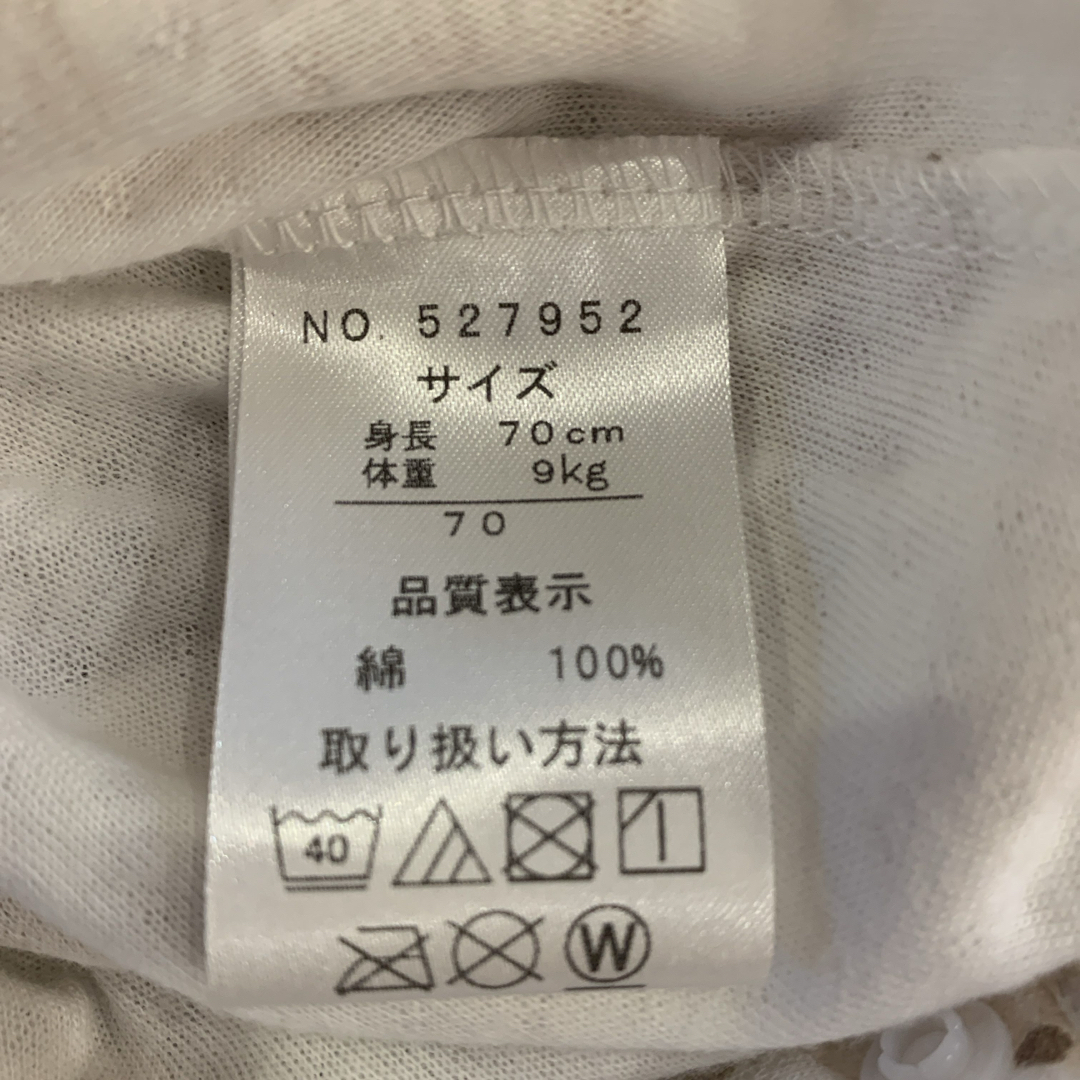 NO. 527952
サイズ
身長 70cm
体重 9kg
70
品質表示
綿 100%
取り扱い方法
40
W